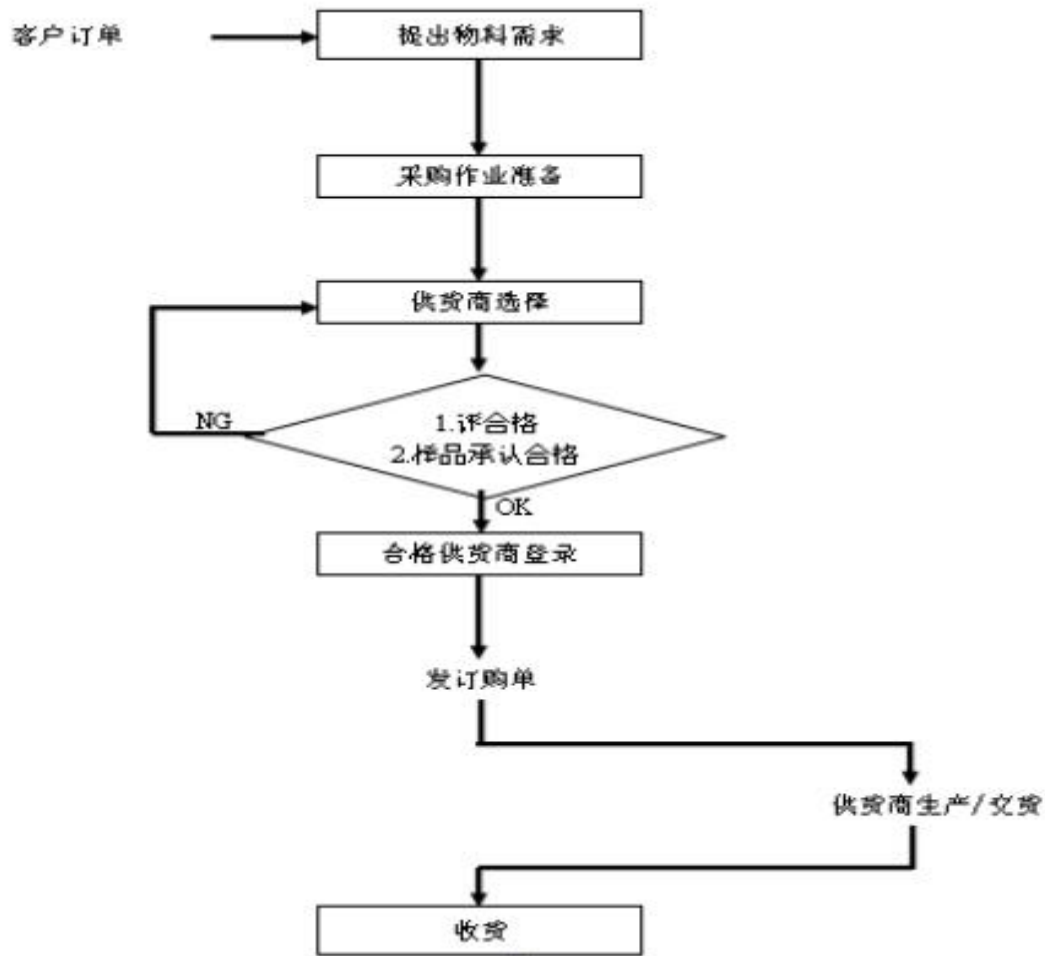 客户订单
提出物料需求
采购作业准备
供货商选择
NG
1.评合格
2.样品承认合格
OK
合格供货商登录
发订购单
供货商生产/交货
收货